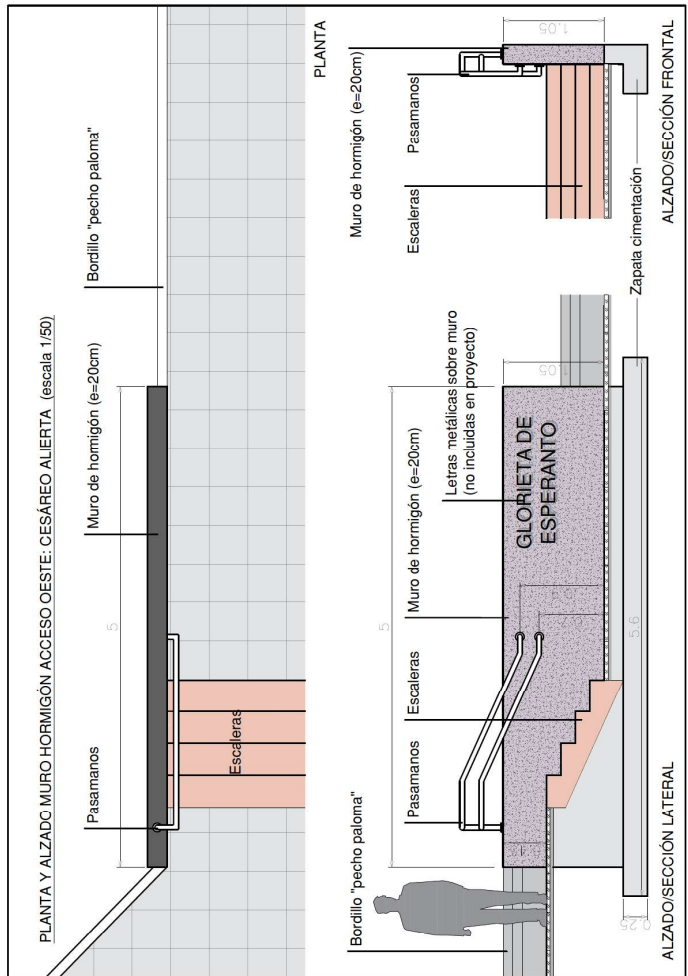 PLANTA Y ALZADO MURO HORMIGÓN ACCESO OESTE: CESÁREO ALIERTA (escala 1/50)
Pasamanos
Muro de hormigón (e=20cm)
Bordillo "pecho paloma"
5
Escaleras
PLANTA
Bordillo "pecho paloma"
Pasamanos
Escaleras
Muro de hormigón (e=20cm)
Letras metálicas sobre muro
(no incluidas en proyecto)
5
GLORIETA DE
ESPERANTO
1.05
5.6
0.25
ALZADO/SECCIÓN LATERAL
Zapata cimentación
Escaleras
Pasamanos
Muro de hormigón (e=20cm)
1.05
ALZADO/SECCIÓN FRONTAL